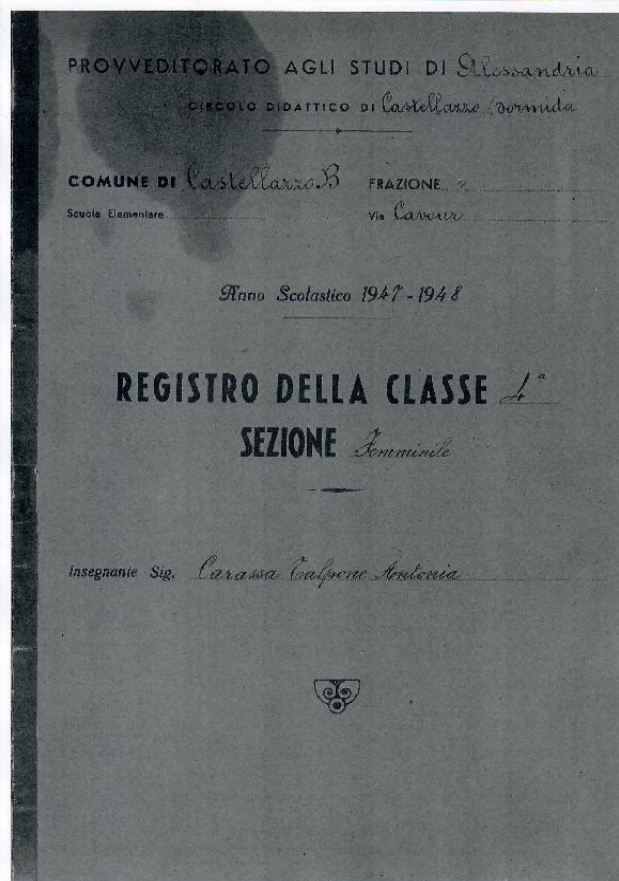 PROVVEDITORATO AGLI STUDI DI Alessandria
CIRCOLO DIDATTICO DI Castellazzo Bormida
COMUNE DI Castellazzo B FRAZIONE "
Scuola Elementare Via Cavour
Anno Scolastico 1947-1948
REGISTRO DELLA CLASSE 4ª
SEZIONE Femminile
Insegnante Sig. Carassa Talpone Antonia